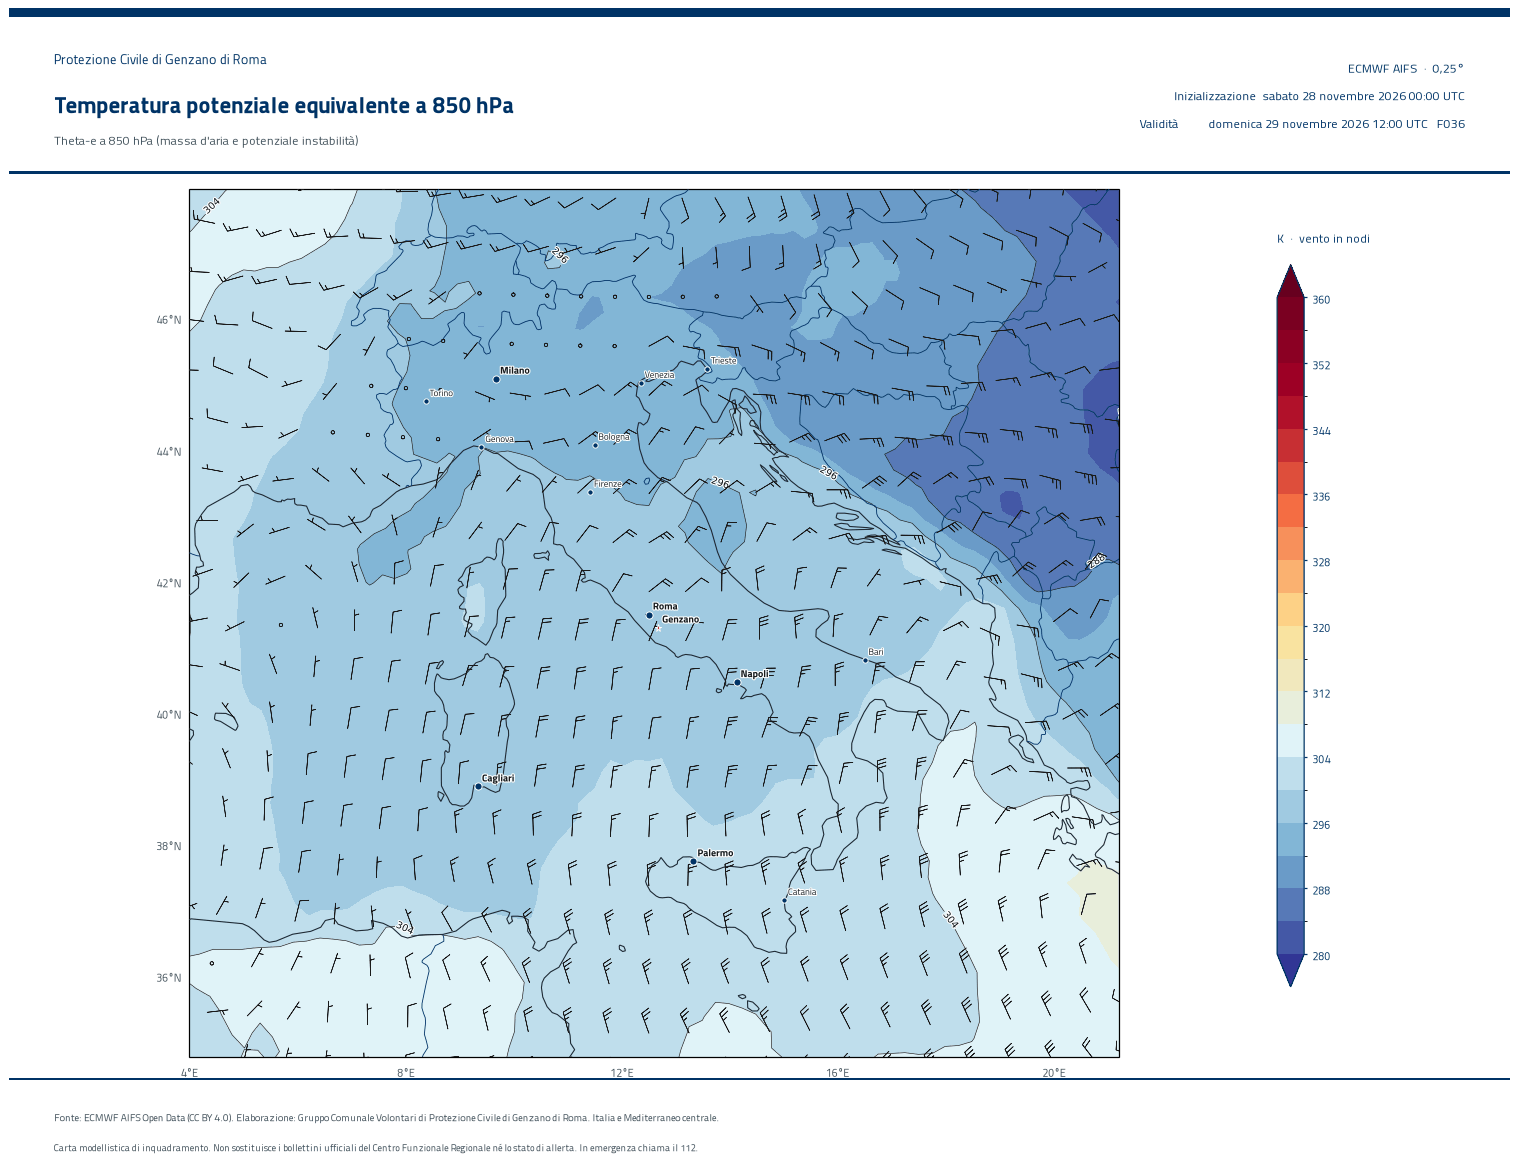 Protezione Civile di Genzano di Roma
Temperatura potenziale equivalente a 850 hPa
Theta-e a 850 hPa (massa d'aria e potenziale instabilità)
ECMWF AIFS · 0,25°
Inizializzazione sabato 28 novembre 2026 00:00 UTC
Validità domenica 29 novembre 2026 12:00 UTC F036
K · vento in nodi
360
352
344
336
328
320
312
304
296
288
280
46°N
44°N
42°N
40°N
38°N
36°N
4°E
8°E
12°E
16°E
20°E
304
296
296
296
288
304
304
Milano
Torino
Venezia
Trieste
Genova
Bologna
Firenze
Roma
Genzano
Napoli
Bari
Cagliari
Palermo
Catania
Fonte: ECMWF AIFS Open Data (CC BY 4.0). Elaborazione: Gruppo Comunale Volontari di Protezione Civile di Genzano di Roma. Italia e Mediterraneo centrale.
Carta modellistica di inquadramento. Non sostituisce i bollettini ufficiali del Centro Funzionale Regionale né lo stato di allerta. In emergenza chiama il 112.